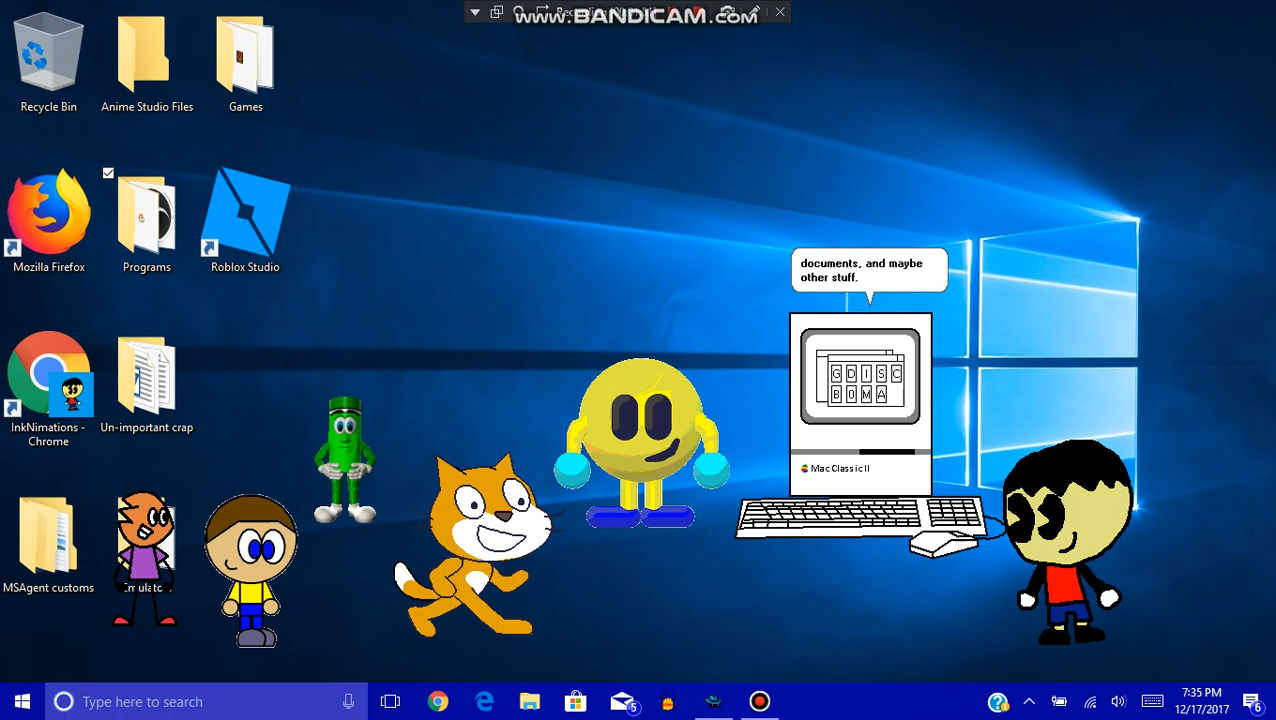 www.BANDICAM.com
Recycle Bin
Anime Studio Files
Games
Mozilla Firefox
Programs
Roblox Studio
documents, and maybe
other stuff.
G D I S C
B O M A
Mac Classic II
InkNimations -
Chrome
Un-important crap
MSAgent customs
Type here to search
5
7:35 PM
12/17/2017
6